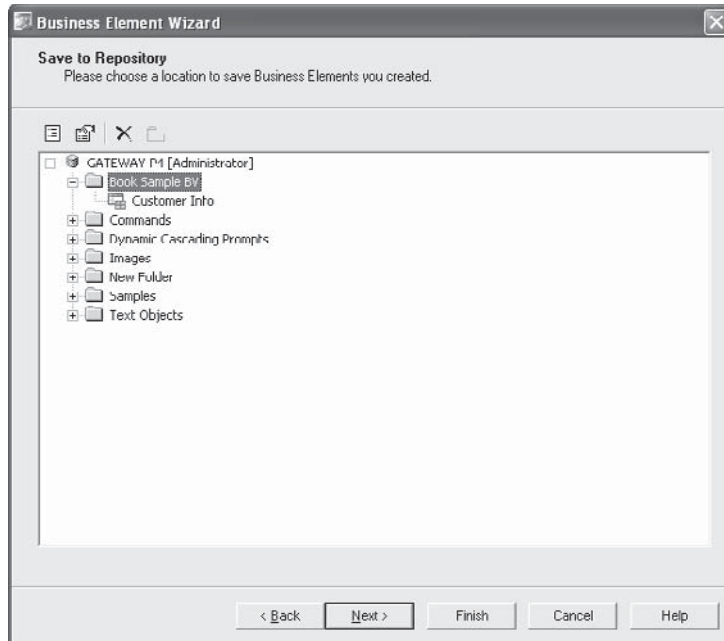 Business Element Wizard
Save to Repository
Please choose a location to save Business Elements you created.
GATEWAY P4 [Administrator]
Book Sample BV
Customer Info
Commands
Dynamic Cascading Prompts
Images
New Folder
Samples
Text Objects
< Back
Next >
Finish
Cancel
Help